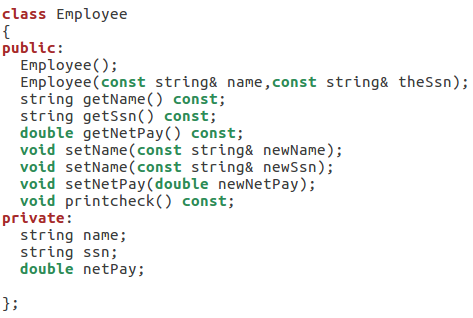 class Employee
{
public:
  Employee();
  Employee(const string& name,const string& theSsn);
  string getName() const;
  string getSsn() const;
  double getNetPay() const;
  void setName(const string& newName);
  void setName(const string& newSsn);
  void setNetPay(double newNetPay);
  void printcheck() const;
private:
  string name;
  string ssn;
  double netPay;

};